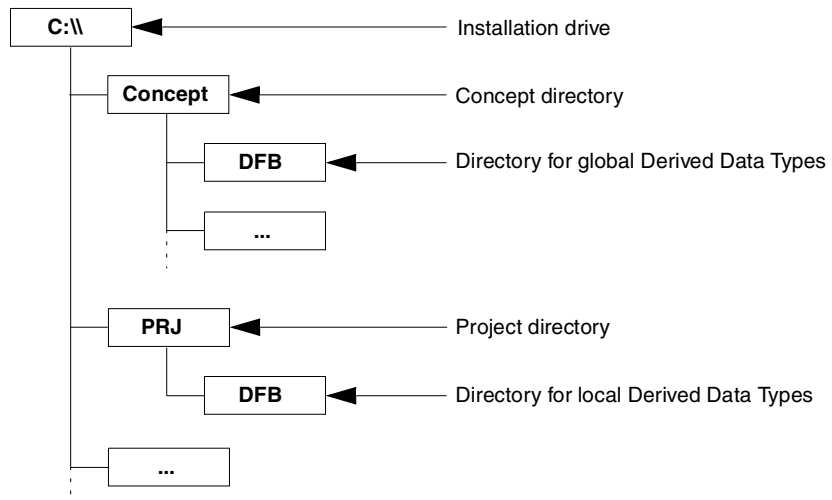 C:\\ Installation drive
Concept Concept directory
DFB Directory for global Derived Data Types
...
PRJ Project directory
DFB Directory for local Derived Data Types
...